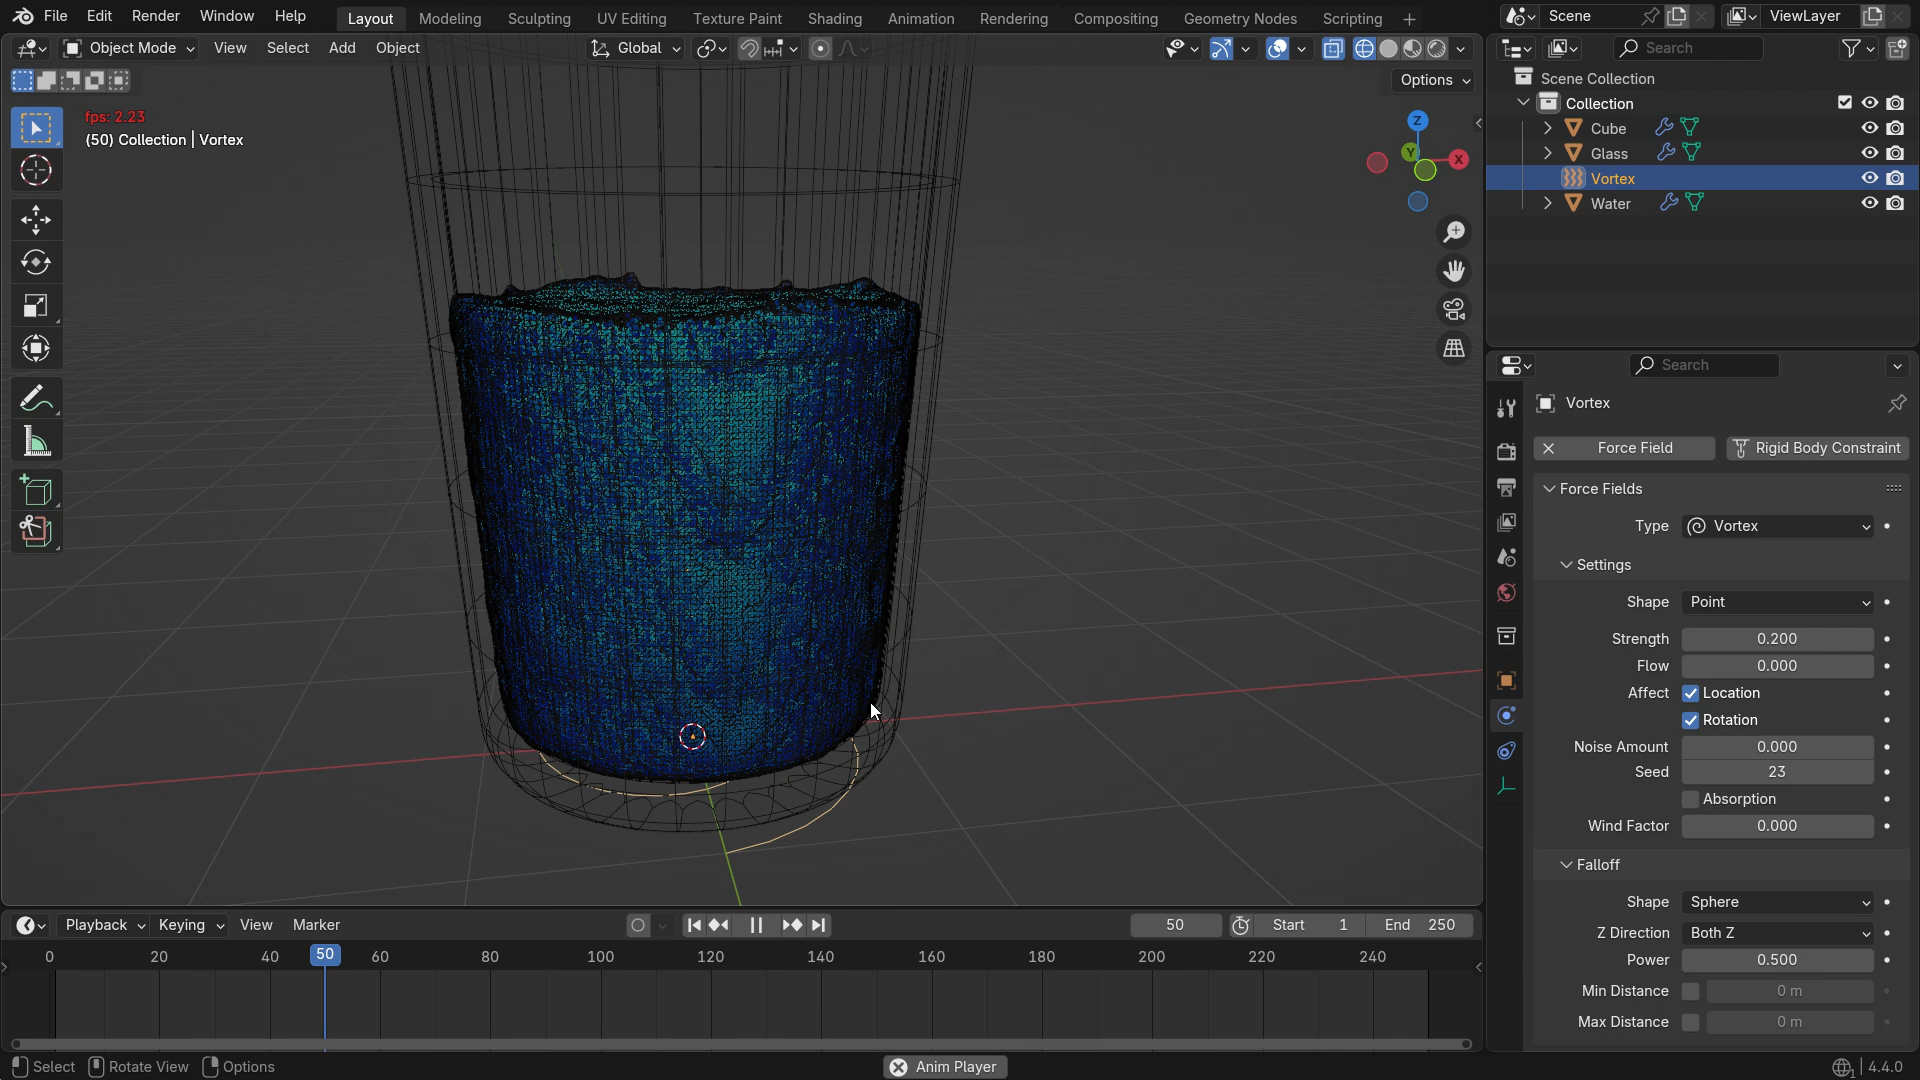 File Edit Render Window Help
Layout Modeling Sculpting UV Editing Texture Paint Shading Animation Rendering Compositing Geometry Nodes Scripting
Scene
ViewLayer
Object Mode View Select Add Object
Global
Options
fps: 2.23
(50) Collection | Vortex
Z
Y
X
Search
Scene Collection
Collection
Cube
Glass
Vortex
Water
Search
Vortex
Force Field
Rigid Body Constraint
Force Fields
Type Vortex
Settings
Shape Point
Strength 0.200
Flow 0.000
Affect Location
Rotation
Noise Amount 0.000
Seed 23
Absorption
Wind Factor 0.000
Falloff
Shape Sphere
Z Direction Both Z
Power 0.500
Min Distance 0 m
Max Distance 0 m
Playback Keying View Marker
50
Start 1
End 250
0 20 40 50 60 80 100 120 140 160 180 200 220 240
Select Rotate View Options
Anim Player
1 4.4.0